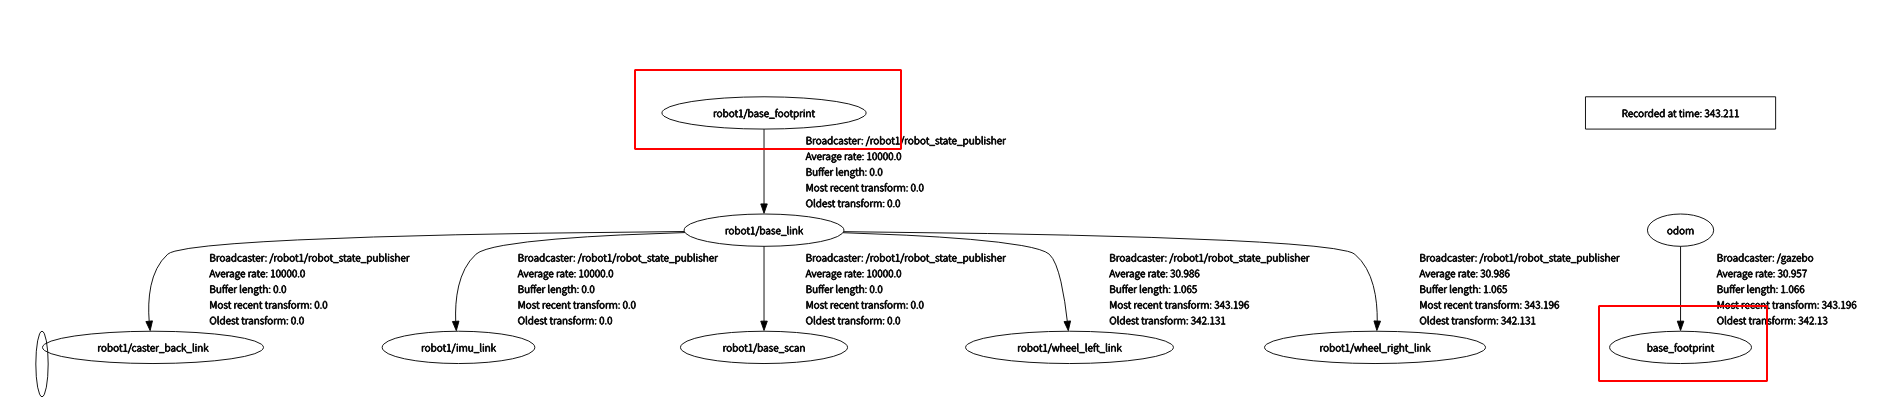 robot1/base_footprint
Recorded at time: 343.211
Broadcaster: /robot1/robot_state_publisher
Average rate: 10000.0
Buffer length: 0.0
Most recent transform: 0.0
Oldest transform: 0.0
robot1/base_link
odom
Broadcaster: /robot1/robot_state_publisher
Average rate: 10000.0
Buffer length: 0.0
Most recent transform: 0.0
Oldest transform: 0.0
Broadcaster: /robot1/robot_state_publisher
Average rate: 10000.0
Buffer length: 0.0
Most recent transform: 0.0
Oldest transform: 0.0
Broadcaster: /robot1/robot_state_publisher
Average rate: 10000.0
Buffer length: 0.0
Most recent transform: 0.0
Oldest transform: 0.0
Broadcaster: /robot1/robot_state_publisher
Average rate: 30.986
Buffer length: 1.065
Most recent transform: 343.196
Oldest transform: 342.131
Broadcaster: /robot1/robot_state_publisher
Average rate: 30.986
Buffer length: 1.065
Most recent transform: 343.196
Oldest transform: 342.131
Broadcaster: /gazebo
Average rate: 30.957
Buffer length: 1.066
Most recent transform: 343.196
Oldest transform: 342.13
robot1/caster_back_link
robot1/imu_link
robot1/base_scan
robot1/wheel_left_link
robot1/wheel_right_link
base_footprint